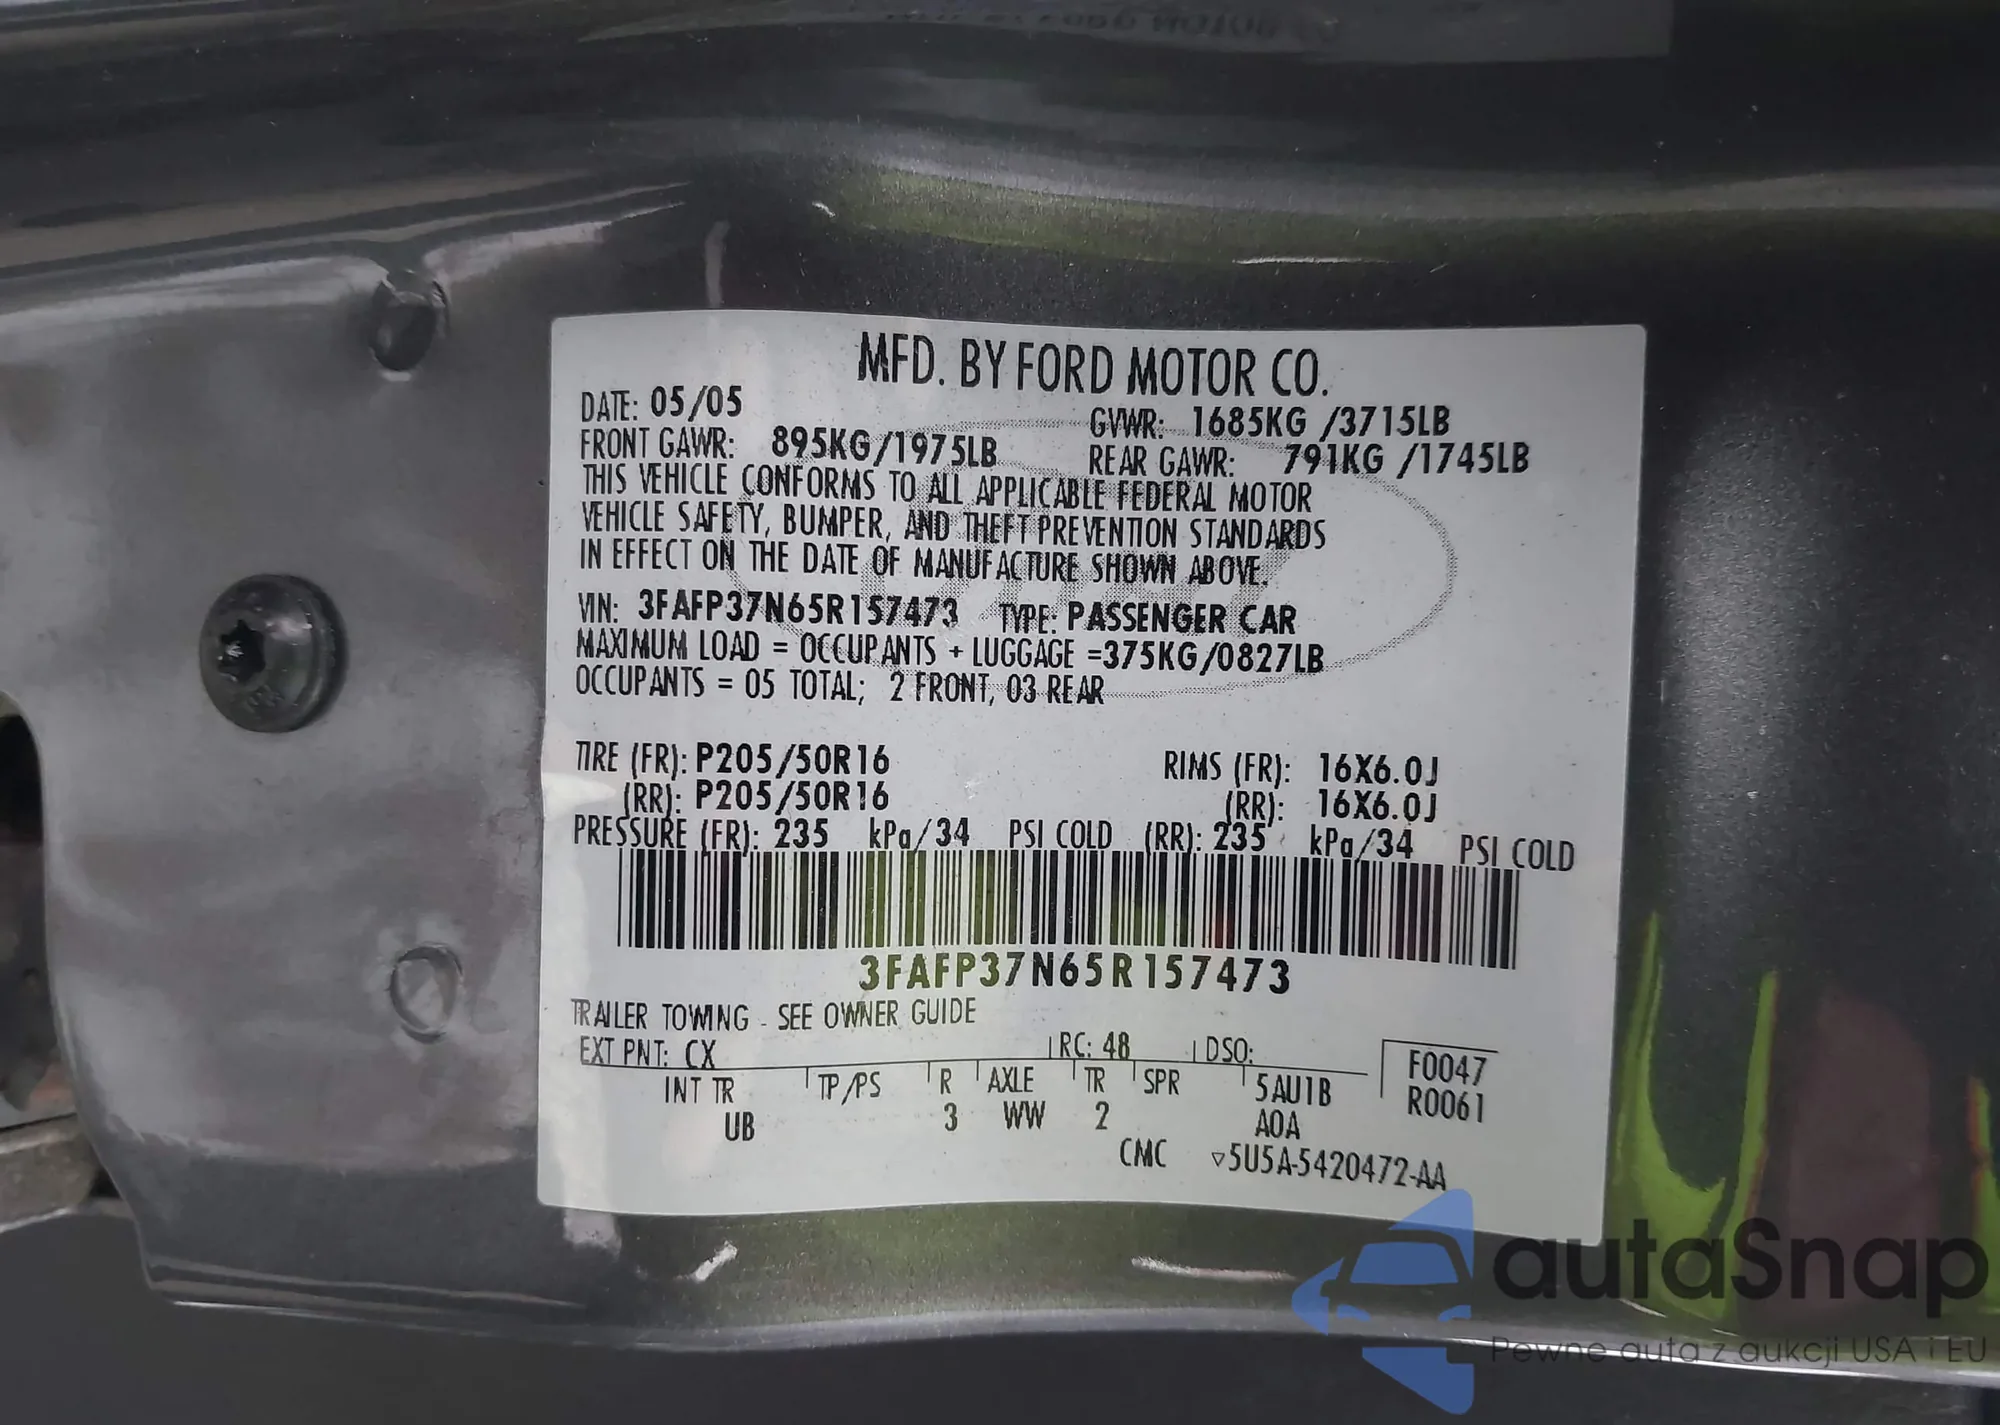 MFD. BY FORD MOTOR CO.
DATE: 05/05
GVWR: 1685KG /3715LB
FRONT GAWR: 895KG/1975LB
REAR GAWR: 791KG /1745LB
THIS VEHICLE CONFORMS TO ALL APPLICABLE FEDERAL MOTOR
VEHICLE SAFETY, BUMPER, AND THEFT PREVENTION STANDARDS
IN EFFECT ON THE DATE OF MANUFACTURE SHOWN ABOVE.
VIN: 3FAFP37N65R157473 TYPE: PASSENGER CAR
MAXIMUM LOAD = OCCUPANTS + LUGGAGE =375KG/0827LB
OCCUPANTS = 05 TOTAL; 2 FRONT, 03 REAR
TIRE (FR): P205/50R16 RIMS (FR): 16X6.0J
(RR): P205/50R16 (RR): 16X6.0J
PRESSURE (FR): 235 kPa/34 PSI COLD (RR): 235 kPa/34 PSI COLD
3FAFP37N65R157473
TRAILER TOWING - SEE OWNER GUIDE
EXT PNT: CX RC: 48 DSO:
F0047
R0061
INT TR TP/PS R AXLE TR SPR 5AU1B
UB 3 WW 2 A0A
CMC ▽5U5A-5420472-AA
autaSnap
Pewne auta z aukcji USA i EU